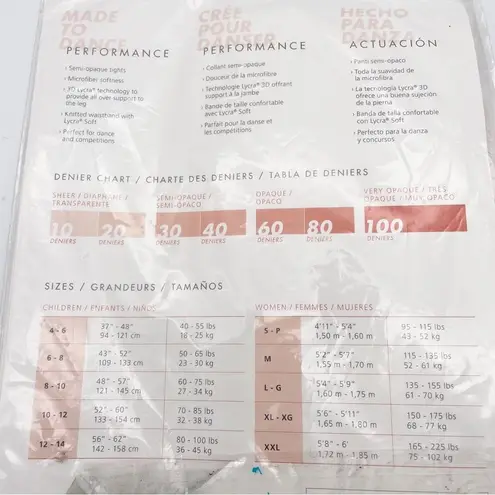 MADE
TO
DANCE
PERFORMANCE
› Semi-opaque tights
› Microfiber softness
› 3D Lycra® technology to
provide all over support to
the leg
› Knitted waistband with
Lycra® Soft
› Perfect for dance
and competitions
CRÉE
POUR
DANSER
PERFORMANCE
› Collant semi-opaque
› Douceur de la microfibre
› Technologie Lycra® 3D offrant
support à la jambe
› Bande de taille confortable
avec Lycra® Soft
› Parfait pour la danse et
les compétitions
HECHO
PARA
DANZA
ACTUACIÓN
› Panti semi-opaco
› Toda la suavidad de
la microfibra
› La tecnología Lycra® 3D
ofrece una buena sujeción
de la pierna
› Banda de talla confortable
con Lycra® Soft
› Perfecto para la danza
y concursos
DENIER CHART / CHARTE DES DENIERS / TABLA DE DENIERS
SHEER / DIAPHANE /
TRANSPARENTE
SEMI-OPAQUE /
SEMI-OPACO
OPAQUE /
OPACO
VERY OPAQUE / TRÈS
OPAQUE / MUY OPACO
10 20 30 40 60 80 100
DENIERS DENIERS DENIERS DENIERS DENIERS DENIERS DENIERS
SIZES / GRANDEURS / TAMAÑOS
CHILDREN / ENFANTS / NIÑOS
4 - 6 37" - 48" 40 - 55 lbs
94 - 121 cm 18 - 25 kg
6 - 8 43" - 52" 50 - 65 lbs
109 - 133 cm 23 - 30 kg
8 - 10 48" - 57" 60 - 75 lbs
121 - 145 cm 27 - 34 kg
10 - 12 52" - 60" 70 - 85 lbs
133 - 154 cm 32 - 38 kg
12 - 14 56" - 62" 80 - 100 lbs
142 - 158 cm 36 - 45 kg
WOMEN / FEMMES / MUJERES
S - P 4'11" - 5'4" 95 - 115 lbs
1,50 m - 1,60 m 43 - 52 kg
M 5'2" - 5'7" 115 - 135 lbs
1,55 m - 1,70 m 52 - 61 kg
L - G 5'4" - 5'9" 135 - 155 lbs
1,60 m - 1,75 m 61 - 70 kg
XL - XG 5'6" - 5'11" 150 - 175 lbs
1,65 m - 1,80 m 68 - 77 kg
XXL 5'8" - 6' 165 - 225 lbs
1,72 m - 1,85 m 75 - 102 kg